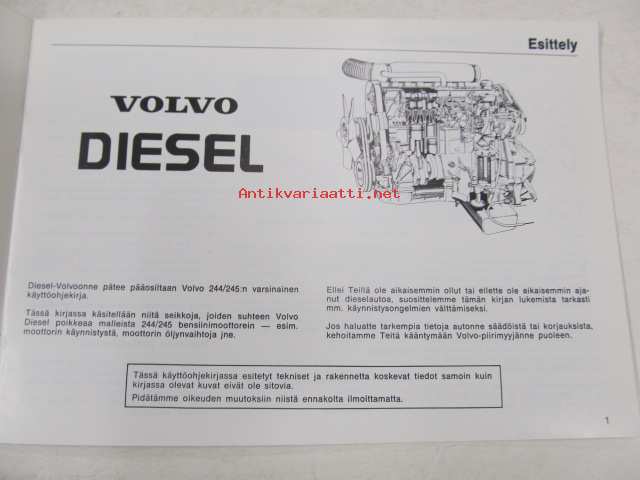 Esittely
VOLVO
DIESEL
Antikvariaatti.net
Diesel-Volvoonne pätee pääosiltaan Volvo 244/245:n varsinainen
käyttöohjekirja.
Tässä kirjassa käsitellään niitä seikkoja, joiden suhteen Volvo
Diesel poikkeaa malleista 244/245 bensiinimoottorein — esim.
moottorin käynnistystä, moottorin öljynvaihtoja jne.
Ellei Teillä ole aikaisemmin ollut tai ellette ole aikaisemmin aja-
nut dieselautoa, suosittelemme tämän kirjan lukemista tarkasti
mm. käynnistysongelmien välttämiseksi.
Jos haluatte tarkempia tietoja autonne säädöistä tai korjauksista,
kehoitamme Teitä kääntymään Volvo-piirimyyjänne puoleen.
Tässä käyttöohjekirjassa esitetyt tekniset ja rakennetta koskevat tiedot samoin kuin
kirjassa olevat kuvat eivät ole sitovia.
Pidätämme oikeuden muutoksiin niistä ennakolta ilmoittamatta.
1